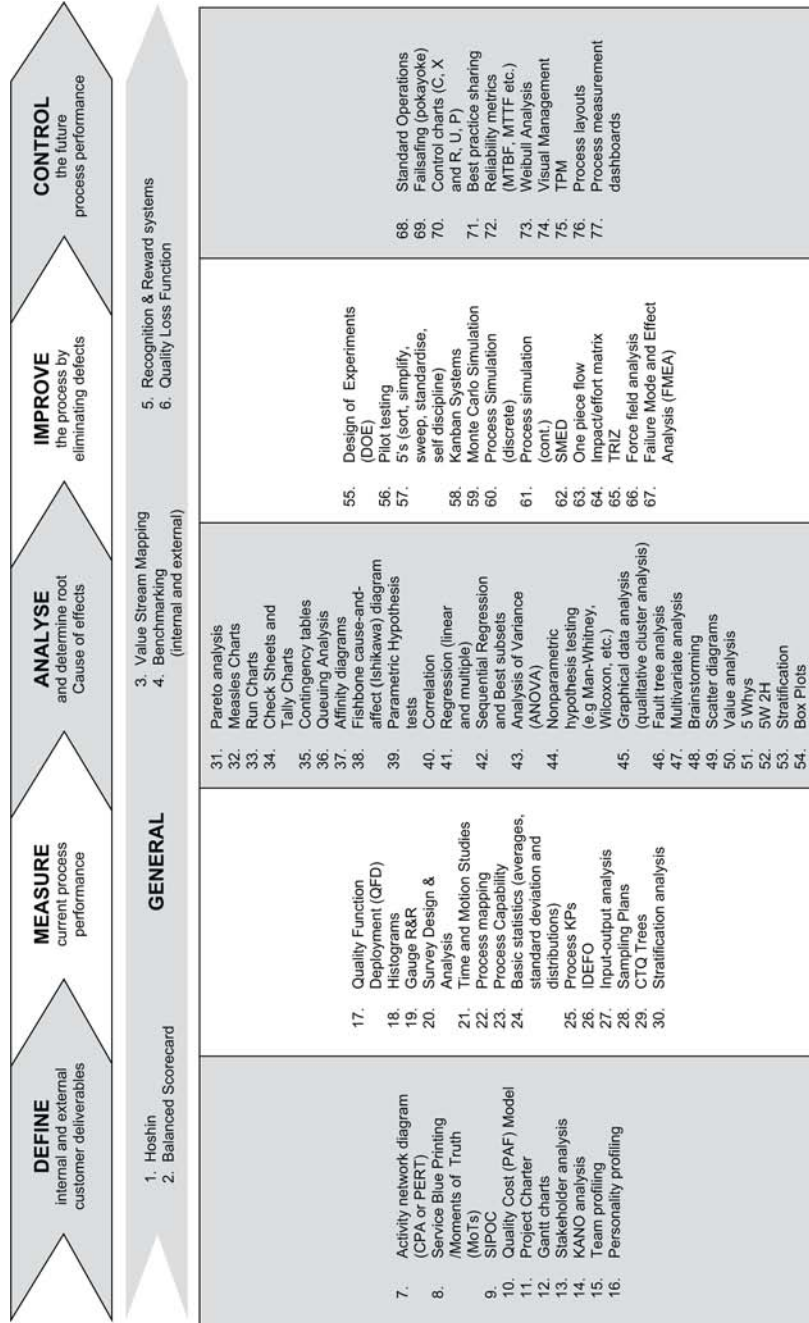 DEFINE
internal and external
customer deliverables
MEASURE
current process
performance
ANALYSE
and determine root
Cause of effects
IMPROVE
the process by
eliminating defects
CONTROL
the future
process performance
GENERAL
1. Hoshin
2. Balanced Scorecard
3. Value Stream Mapping
4. Benchmarking
(internal and external)
5. Recognition & Reward systems
6. Quality Loss Function
7. Activity network diagram
(CPA or PERT)
8. Service Blue Printing
/Moments of Truth
(MoTs)
9. SIPOC
10. Quality Cost (PAF) Model
11. Project Charter
12. Gantt charts
13. Stakeholder analysis
14. KANO analysis
15. Team profiling
16. Personality profiling
17. Quality Function
Deployment (QFD)
18. Histograms
19. Gauge R&R
20. Survey Design &
Analysis
21. Time and Motion Studies
22. Process mapping
23. Process Capability
24. Basic statistics (averages,
standard deviation and
distributions)
25. Process KPs
26. IDEFO
27. Input-output analysis
28. Sampling Plans
29. CTQ Trees
30. Stratification analysis
31. Pareto analysis
32. Measles Charts
33. Run Charts
34. Check Sheets and
Tally Charts
35. Contingency tables
36. Queuing Analysis
37. Affinity diagrams
38. Fishbone cause-and-
affect (Ishikawa) diagram
39. Parametric Hypothesis
tests
40. Correlation
41. Regression (linear
and multiple)
42. Sequential Regression
and Best subsets
43. Analysis of Variance
(ANOVA)
44. Nonparametric
hypothesis testing
(e.g Man-Whitney,
Wilcoxon, etc.)
45. Graphical data analysis
(qualitative cluster analysis)
46. Fault tree analysis
47. Multivariate analysis
48. Brainstorming
49. Scatter diagrams
50. Value analysis
51. 5 Whys
52. 5W 2H
53. Stratification
54. Box Plots
55. Design of Experiments
(DOE)
56. Pilot testing
57. 5's (sort, simplify,
sweep, standardise,
self discipline)
58. Kanban Systems
59. Monte Carlo Simulation
60. Process Simulation
(discrete)
61. Process simulation
(cont.)
62. SMED
63. One piece flow
64. Impact/effort matrix
65. TRIZ
66. Force field analysis
67. Failure Mode and Effect
Analysis (FMEA)
68. Standard Operations
69. Failsafing (pokayoke)
70. Control charts (C, X
and R, U, P)
71. Best practice sharing
72. Reliability metrics
(MTBF, MTTF etc.)
73. Weibull Analysis
74. Visual Management
75. TPM
76. Process layouts
77. Process measurement
dashboards